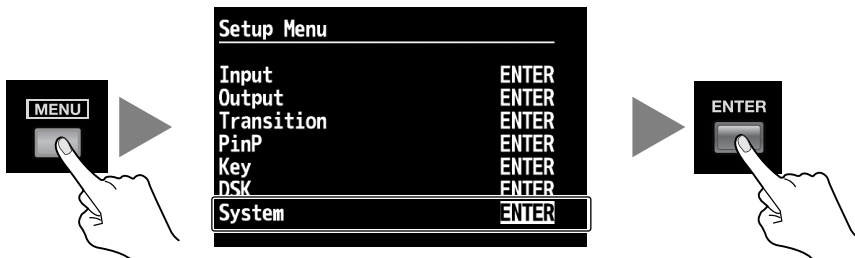 MENU
Setup Menu
Input ENTER
Output ENTER
Transition ENTER
PinP ENTER
Key ENTER
DSK ENTER
System ENTER
ENTER